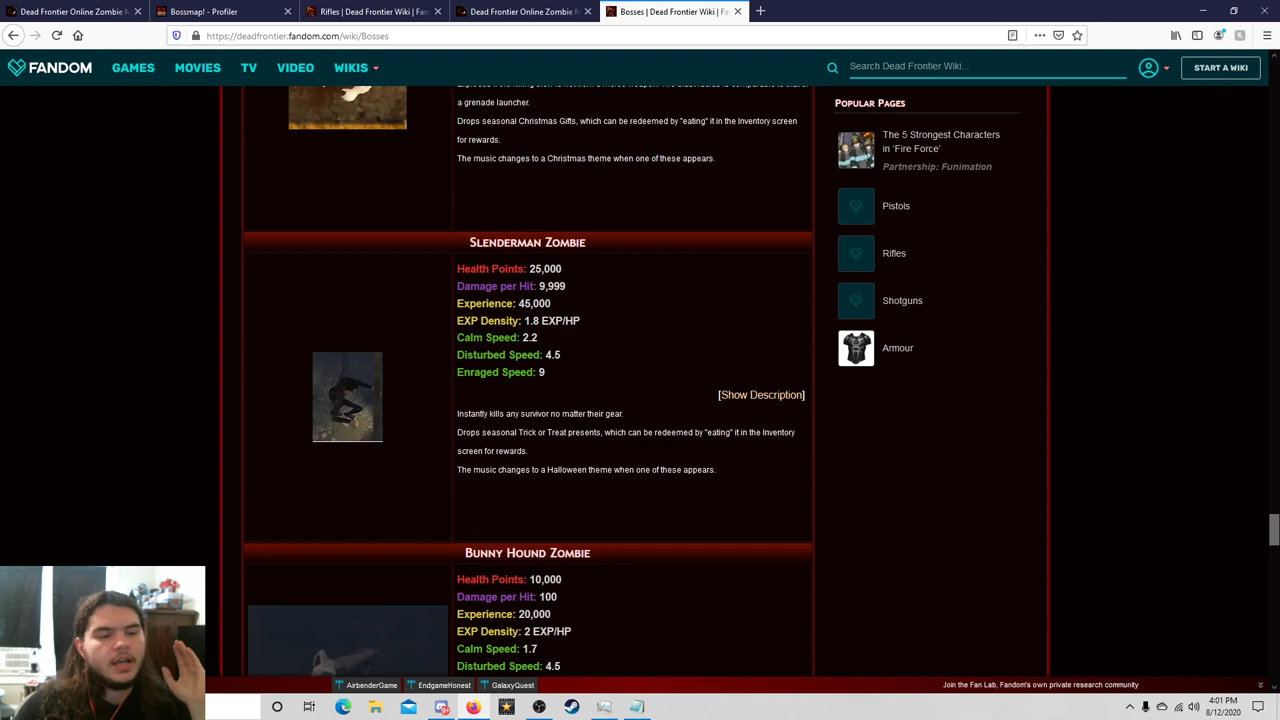 Dead Frontier Online Zombie M
Bossmap! - Profiler
Rifles | Dead Frontier Wiki | Fan
Dead Frontier Online Zombie M
Bosses | Dead Frontier Wiki | Fa
https://deadfrontier.fandom.com/wiki/Bosses
FANDOM
GAMES
MOVIES
TV
VIDEO
WIKIS
Search Dead Frontier Wiki...
START A WIKI
a grenade launcher.
Drops seasonal Christmas Gifts, which can be redeemed by "eating" it in the Inventory screen
for rewards.
The music changes to a Christmas theme when one of these appears.
SLENDERMAN ZOMBIE
Health Points: 25,000
Damage per Hit: 9,999
Experience: 45,000
EXP Density: 1.8 EXP/HP
Calm Speed: 2.2
Disturbed Speed: 4.5
Enraged Speed: 9
[Show Description]
Instantly kills any survivor no matter their gear.
Drops seasonal Trick or Treat presents, which can be redeemed by "eating" it in the Inventory
screen for rewards.
The music changes to a Halloween theme when one of these appears.
BUNNY HOUND ZOMBIE
Health Points: 10,000
Damage per Hit: 100
Experience: 20,000
EXP Density: 2 EXP/HP
Calm Speed: 1.7
Disturbed Speed: 4.5
POPULAR PAGES
The 5 Strongest Characters
in 'Fire Force'
Partnership: Funimation
Pistols
Rifles
Shotguns
Armour
AirbenderGame
EndgameHonest
GalaxyQuest
Join the Fan Lab, Fandom's own private research community
4:01 PM
8/12/2020